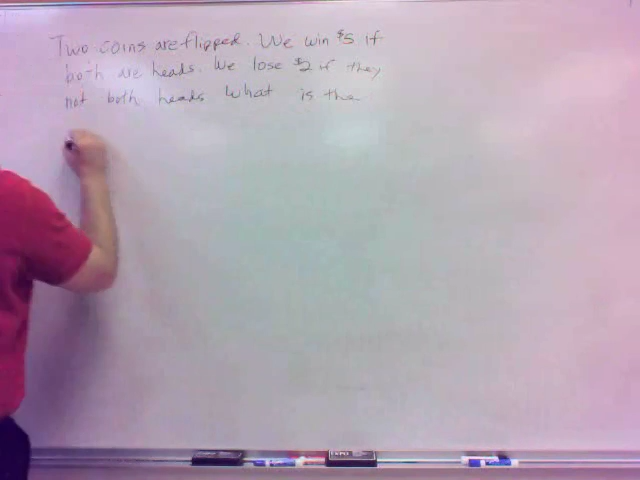 Two coins are flipped. We win $5 if
both are heads. We lose $2 if they
not both heads What is the
EXPO